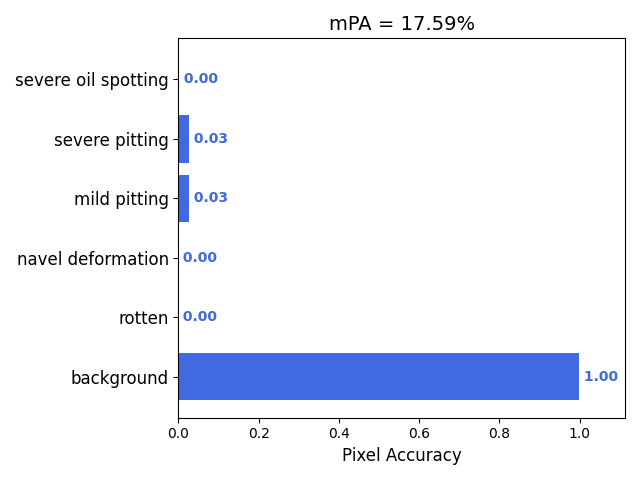 mPA = 17.59%
severe oil spotting 0.00
severe pitting 0.03
mild pitting 0.03
navel deformation 0.00
rotten 0.00
background 1.00
0.0 0.2 0.4 0.6 0.8 1.0
Pixel Accuracy